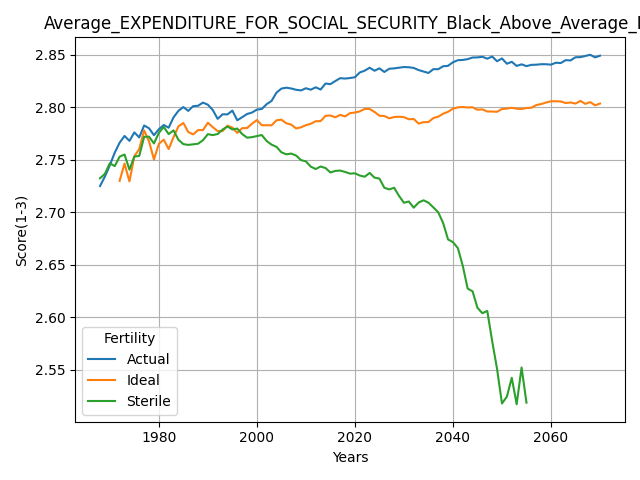 Average_EXPENDITURE_FOR_SOCIAL_SECURITY_Black_Above_Average_
Score(1-3)
2.85
2.80
2.75
2.70
2.65
2.60
2.55
Fertility
Actual
Ideal
Sterile
1980
2000
2020
2040
2060
Years